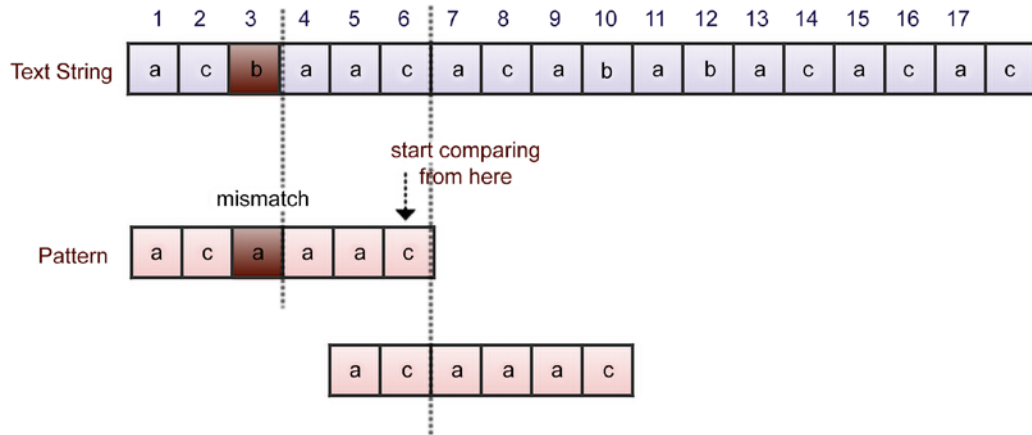 1 2 3 4 5 6 7 8 9 10 11 12 13 14 15 16 17
Text String a c b a a c a c a b a b a c a c a c
start comparing
from here
mismatch
Pattern a c a a a c
a c a a a c